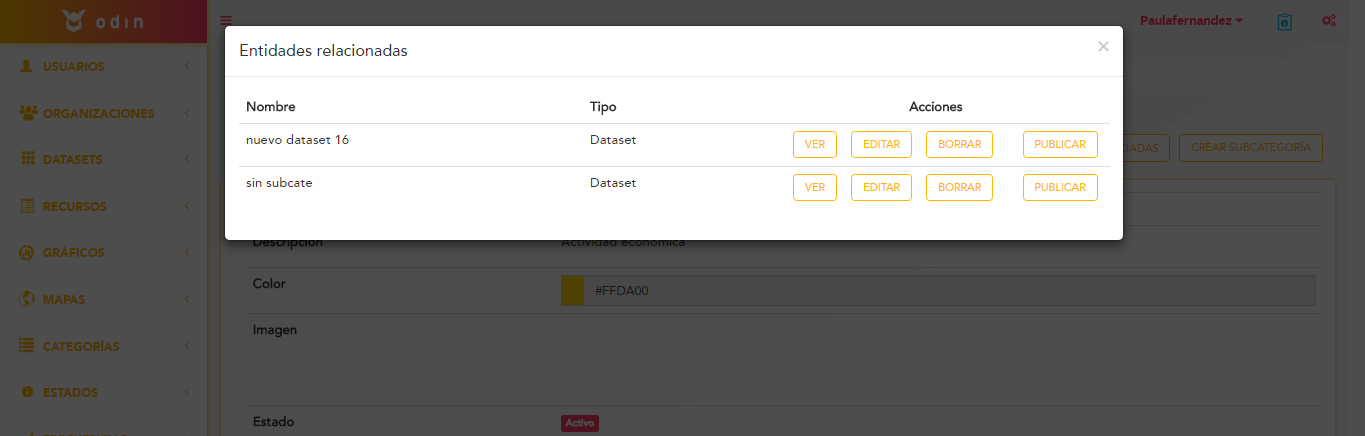 odin
Paulafernandez
Entidades relacionadas
×
USUARIOS
ORGANIZACIONES
DATASETS
RECURSOS
GRÁFICOS
MAPAS
CATEGORÍAS
ESTADOS
Nombre Tipo Acciones
nuevo dataset 16 Dataset VER EDITAR BORRAR PUBLICAR
sin subcate Dataset VER EDITAR BORRAR PUBLICAR
CREAR SUBCATEGORÍA
Descripción Actividad económica
Color #FFDA00
Imagen
Estado Activo